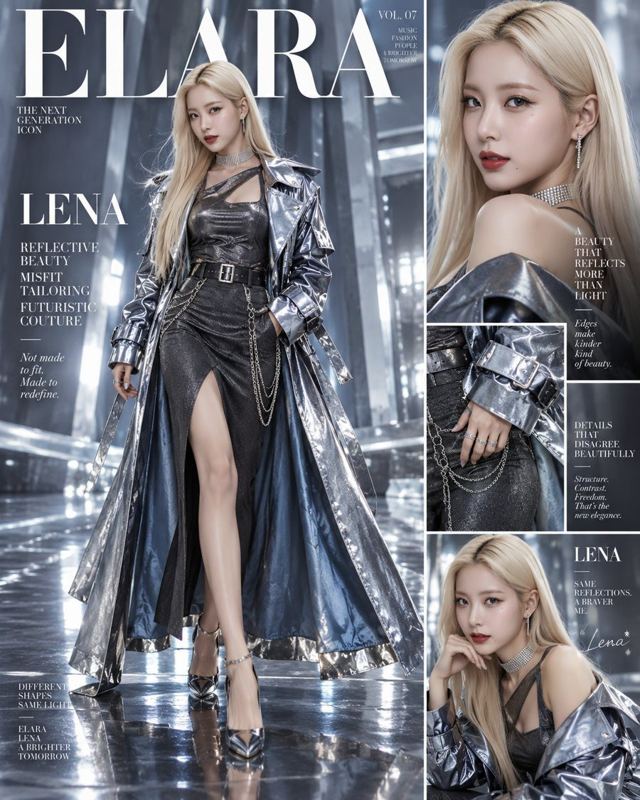 ELARA
VOL. 07
MUSIC
FASHION
PEOPLE
A BRIGHTER
TOMORROW
THE NEXT
GENERATION
ICON
LENA
REFLECTIVE
BEAUTY
MISFIT
TAILORING
FUTURISTIC
COUTURE
Not made
to fit.
Made to
redefine.
DIFFERENT
SHAPES
SAME LIGHT
ELARA
LENA
A BRIGHTER
TOMORROW
A
BEAUTY
THAT
REFLECTS
MORE
THAN
LIGHT
Edges
make
kinder
kind
of beauty.
DETAILS
THAT
DISAGREE
BEAUTIFULLY
Structure.
Contrast.
Freedom.
That's the
new elegance.
LENA
SAME
REFLECTIONS.
A BRAVER
ME.
Lena